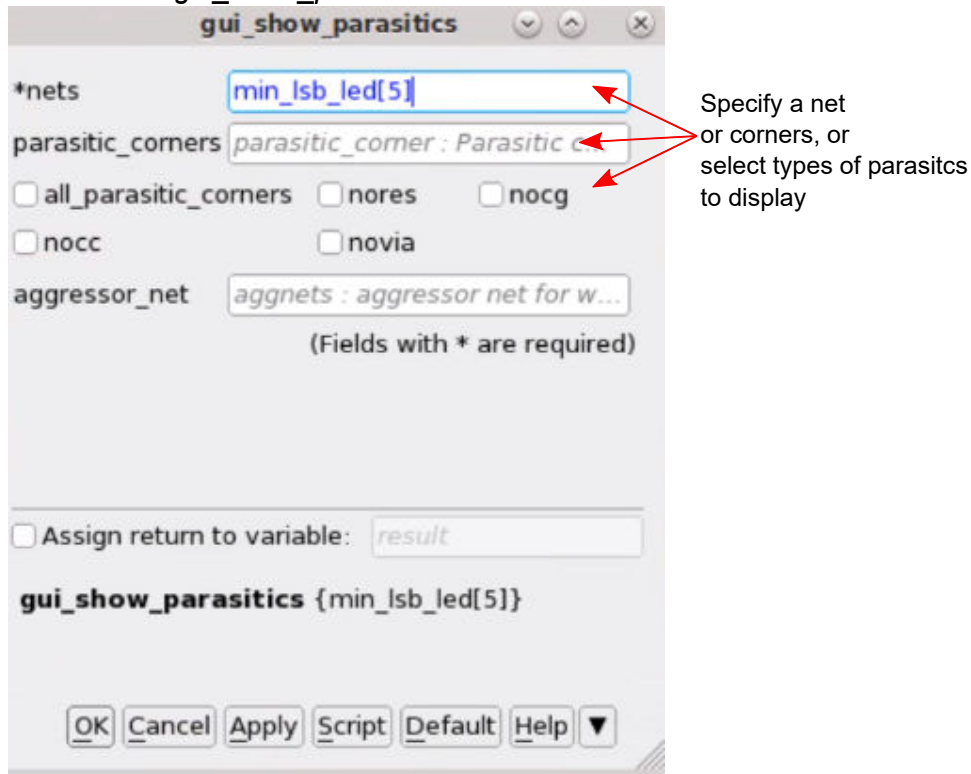 gui_show_parasitics
*nets min_lsb_led[5]
parasitic_corners parasitic_corner : Parasitic c...
all_parasitic_corners nores nocg
nocc novia
aggressor_net aggnets : aggressor net for w...
(Fields with * are required)
Specify a net
or corners, or
select types of parasitcs
to display
Assign return to variable: result
gui_show_parasitics {min_lsb_led[5]}
OK Cancel Apply Script Default Help